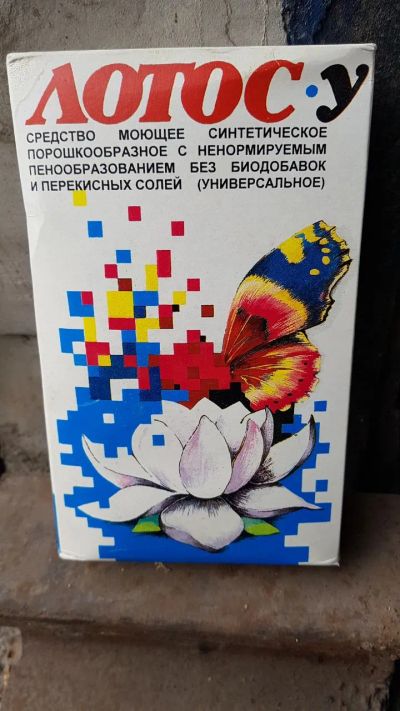 ЛОТОС·У
СРЕДСТВО МОЮЩЕЕ СИНТЕТИЧЕСКОЕ
ПОРОШКООБРАЗНОЕ С НЕНОРМИРУЕМЫМ
ПЕНООБРАЗОВАНИЕМ БЕЗ БИОДОБАВОК
И ПЕРЕКИСНЫХ СОЛЕЙ (УНИВЕРСАЛЬНОЕ)